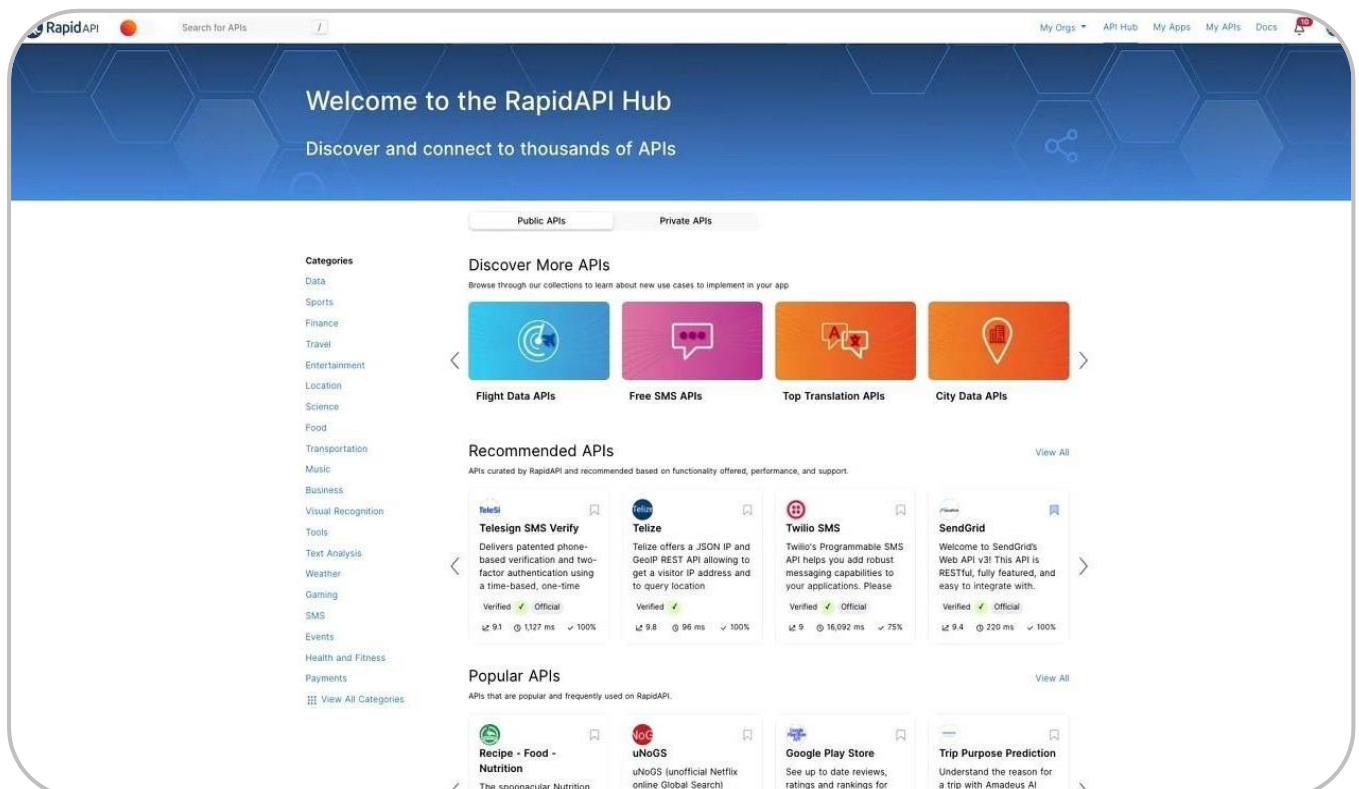 Rapid API
Search for APIs
/
My Orgs
API Hub
My Apps
My APIs
Docs
10
Welcome to the RapidAPI Hub
Discover and connect to thousands of APIs
Public APIs
Private APIs
Categories
Data
Sports
Finance
Travel
Entertainment
Location
Science
Food
Transportation
Music
Business
Visual Recognition
Tools
Text Analysis
Weather
Gaming
SMS
Events
Health and Fitness
Payments
View All Categories
Discover More APIs
Browse through our collections to learn about new use cases to implement in your app
A
Flight Data APIs
Free SMS APIs
Top Translation APIs
City Data APIs
Recommended APIs
View All
APIs curated by RapidAPI and recommended based on functionality offered, performance, and support.
TeleSi
Telesign SMS Verify
Delivers patented phone-
based verification and two-
factor authentication using
a time-based, one-time
Verified ✓ Official
9.1 1,127 ms ✓ 100%
Telize
Telize
Telize offers a JSON IP and
GeoIP REST API allowing to
get a visitor IP address and
to query location
Verified ✓
9.8 96 ms ✓ 100%
Twilio SMS
Twilio's Programmable SMS
API helps you add robust
messaging capabilities to
your applications. Please
Verified ✓ Official
9 16,092 ms ✓ 75%
SendGrid
Welcome to SendGrid's
Web API v3! This API is
RESTful, fully featured, and
easy to integrate with.
Verified ✓ Official
9.4 220 ms ✓ 100%
Popular APIs
View All
APIs that are popular and frequently used on RapidAPI.
Recipe - Food -
Nutrition
The spoonacular Nutrition
NoG
uNoGS
uNoGS (unofficial Netflix
online Global Search)
Google Play Store
See up to date reviews,
ratings and rankings for
Trip Purpose Prediction
Understand the reason for
a trip with Amadeus AI